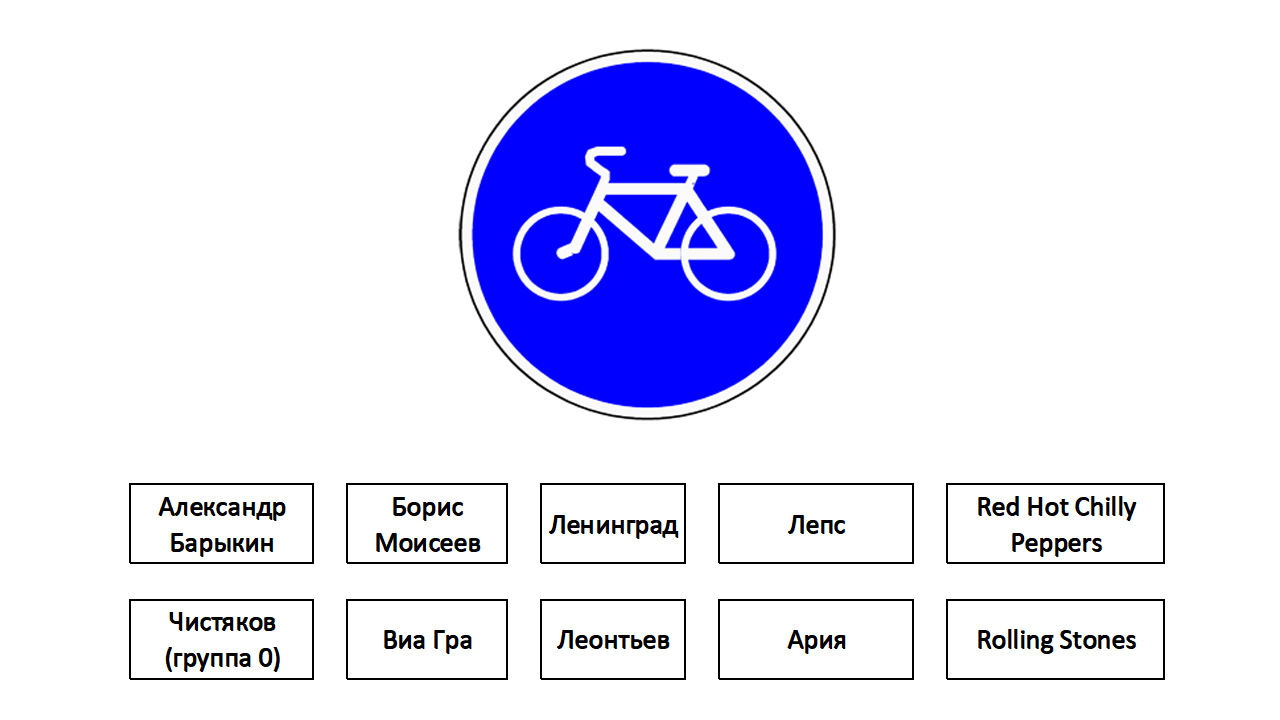 Александр
Барыкин
Борис
Моисеев
Ленинград
Лепс
Red Hot Chilly
Peppers
Чистяков
(группа 0)
Виа Гра
Леонтьев
Ария
Rolling Stones